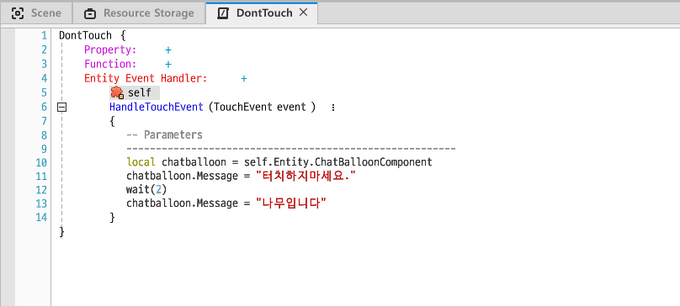 Scene Resource Storage DontTouch
1 DontTouch {
2 Property: +
3 Function: +
4 Entity Event Handler: +
5 self
6 HandleTouchEvent (TouchEvent event )
7 {
8 -- Parameters
9 --------------------------------------------------------
10 local chatballoon = self.Entity.ChatBalloonComponent
11 chatballoon.Message = "터치하지마세요."
12 wait(2)
13 chatballoon.Message = "나무입니다"
14 }
}